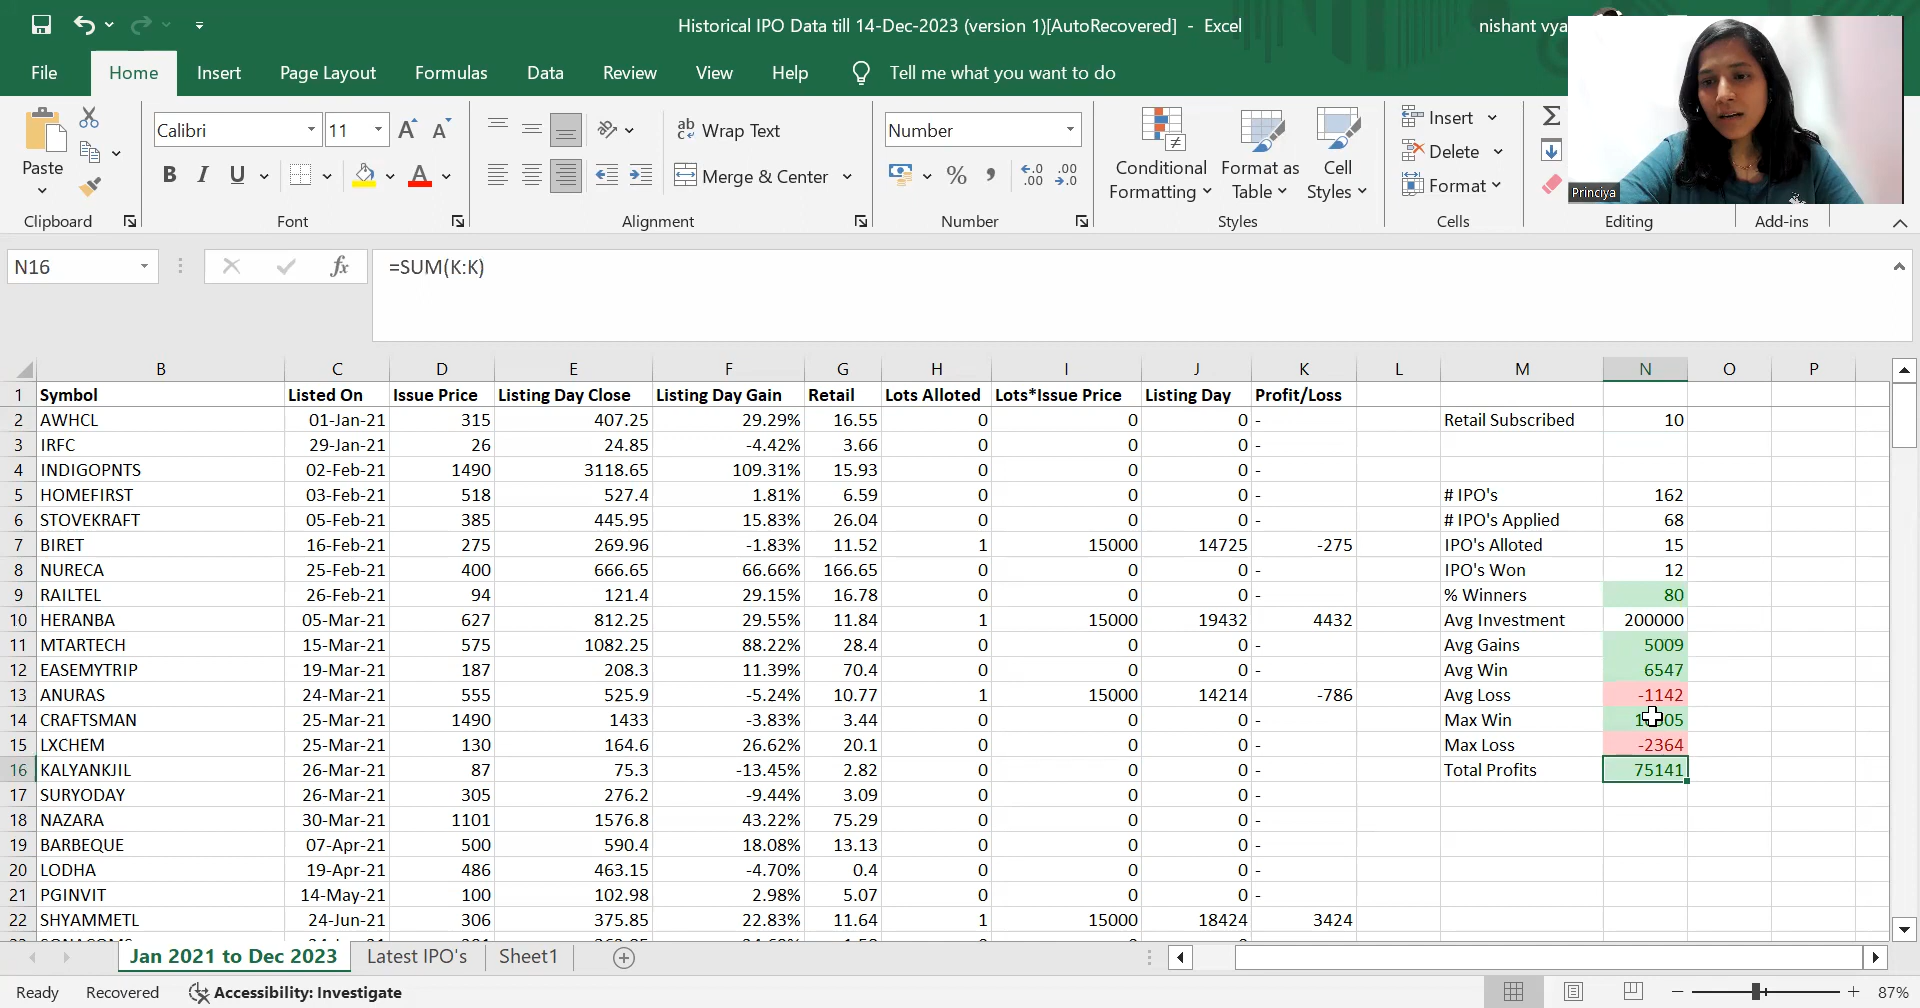 Historical IPO Data till 14-Dec-2023 (version 1)[AutoRecovered] - Excel
nishant vya
File Home Insert Page Layout Formulas Data Review View Help Tell me what you want to do
Calibri 11
Paste
Wrap Text
Merge & Center
Number
Conditional Formatting
Format as Table
Cell Styles
Insert
Delete
Format
Princiya
Clipboard Font Alignment Number Styles Cells Editing Add-ins
N16 fx =SUM(K:K)
B C D E F G H I J K L M N O P
1 Symbol Listed On Issue Price Listing Day Close Listing Day Gain Retail Lots Alloted Lots*Issue Price Listing Day Profit/Loss
2 AWHCL 01-Jan-21 315 407.25 29.29% 16.55 0 0 0 - Retail Subscribed 10
3 IRFC 29-Jan-21 26 24.85 -4.42% 3.66 0 0 0 -
4 INDIGOPNTS 02-Feb-21 1490 3118.65 109.31% 15.93 0 0 0 -
5 HOMEFIRST 03-Feb-21 518 527.4 1.81% 6.59 0 0 0 - # IPO's 162
6 STOVEKRAFT 05-Feb-21 385 445.95 15.83% 26.04 0 0 0 - # IPO's Applied 68
7 BIRET 16-Feb-21 275 269.96 -1.83% 11.52 1 15000 14725 -275 IPO's Alloted 15
8 NURECA 25-Feb-21 400 666.65 66.66% 166.65 0 0 0 - IPO's Won 12
9 RAILTEL 26-Feb-21 94 121.4 29.15% 16.78 0 0 0 - % Winners 80
10 HERANBA 05-Mar-21 627 812.25 29.55% 11.84 1 15000 19432 4432 Avg Investment 200000
11 MTARTECH 15-Mar-21 575 1082.25 88.22% 28.4 0 0 0 - Avg Gains 5009
12 EASEMYTRIP 19-Mar-21 187 208.3 11.39% 70.4 0 0 0 - Avg Win 6547
13 ANURAS 24-Mar-21 555 525.9 -5.24% 10.77 1 15000 14214 -786 Avg Loss -1142
14 CRAFTSMAN 25-Mar-21 1490 1433 -3.83% 3.44 0 0 0 - Max Win
15 LXCHEM 25-Mar-21 130 164.6 26.62% 20.1 0 0 0 - Max Loss -2364
16 KALYANKJIL 26-Mar-21 87 75.3 -13.45% 2.82 0 0 0 - Total Profits 75141
17 SURYODAY 26-Mar-21 305 276.2 -9.44% 3.09 0 0 0 -
18 NAZARA 30-Mar-21 1101 1576.8 43.22% 75.29 0 0 0 -
19 BARBEQUE 07-Apr-21 500 590.4 18.08% 13.13 0 0 0 -
20 LODHA 19-Apr-21 486 463.15 -4.70% 0.4 0 0 0 -
21 PGINVIT 14-May-21 100 102.98 2.98% 5.07 0 0 0 -
22 SHYAMMETL 24-Jun-21 306 375.85 22.83% 11.64 1 15000 18424 3424
Jan 2021 to Dec 2023 Latest IPO's Sheet1
Ready Recovered Accessibility: Investigate 87%